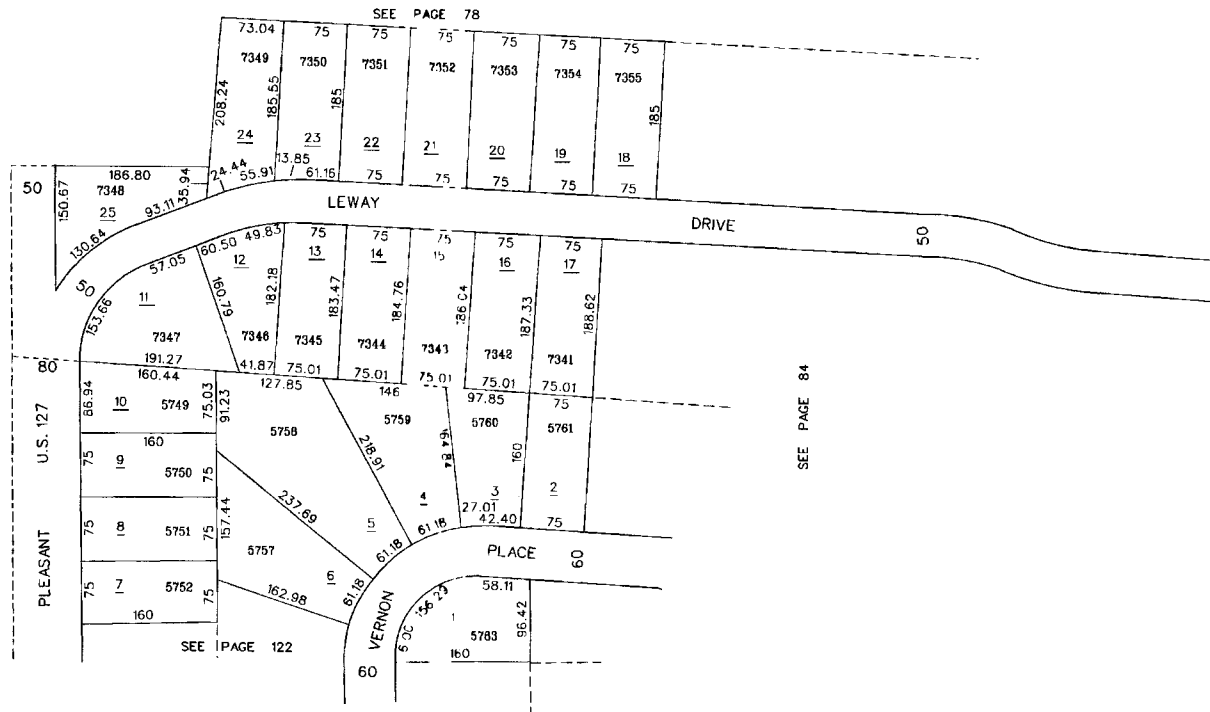 SEE PAGE 78
73.04 75 75 75 75 75 75
7349 7350 7351 7352 7353 7354 7355
208.24 185.55 185 185
24 23 22 21 20 19 18
24.44 55.91 13.85 61.16 75 75 75 75 75
50 150.67 186.80 7348 25 35.94
130.64 93.11
LEWAY DRIVE 50
50
57.05 60.50 49.83 75 75 75 75
12 13 14 15 16 17
153.66 11 160.79 182.18 183.47 184.76 186.04 187.33 188.62
7347 7346 7345 7344 7343 7342 7341
191.27 41.87 75.01 75.01 75.01 75.01 75.01
80 160.44 127.85 146 97.85 75
86.94 10 5749 75.03 91.23 5758 5759 5760 5761
218.91 164.84 160
SEE PAGE 84
PLEASANT U.S. 127
160
75 9 5750 75
237.69 5 4 3 2
27.01 42.40 75
75 8 5751 75 157.44
61.18 61.18 61.18
5757 6
75 7 5752 75
160 162.98
VERNON PLACE 60
58.11
5.00 156.29 1 5763 96.42
160
60
SEE PAGE 122